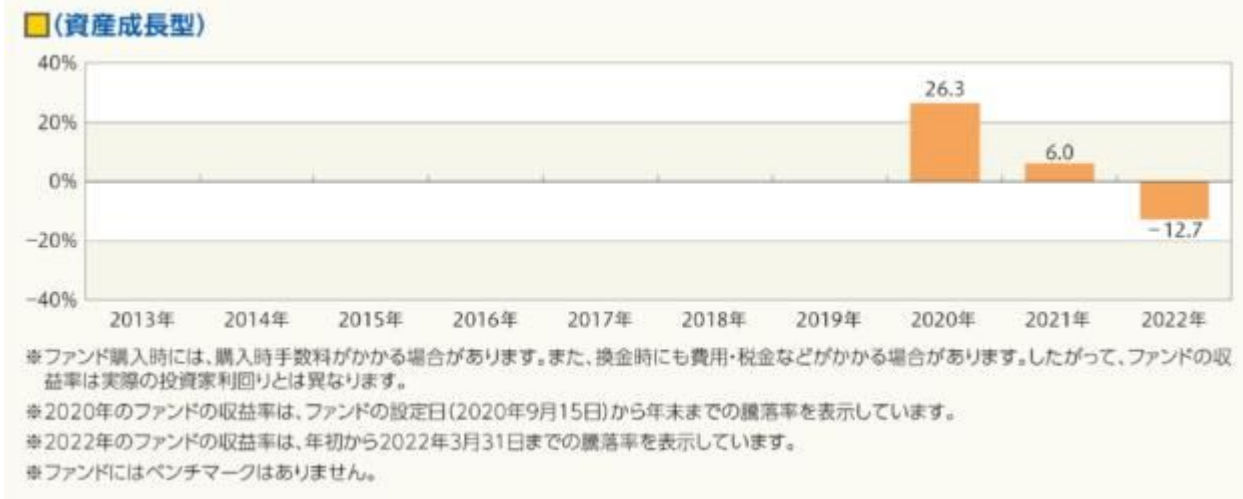 (資産成長型)
40%
26.3
20%
6.0
0%
-12.7
-20%
-40%
2013年 2014年 2015年 2016年 2017年 2018年 2019年 2020年 2021年 2022年
※ファンド購入時には、購入時手数料がかかる場合があります。また、換金時にも費用・税金などがかかる場合があります。したがって、ファンドの収
益率は実際の投資家利回りとは異なります。
※2020年のファンドの収益率は、ファンドの設定日(2020年9月15日)から年末までの騰落率を表示しています。
※2022年のファンドの収益率は、年初から2022年3月31日までの騰落率を表示しています。
※ファンドにはベンチマークはありません。